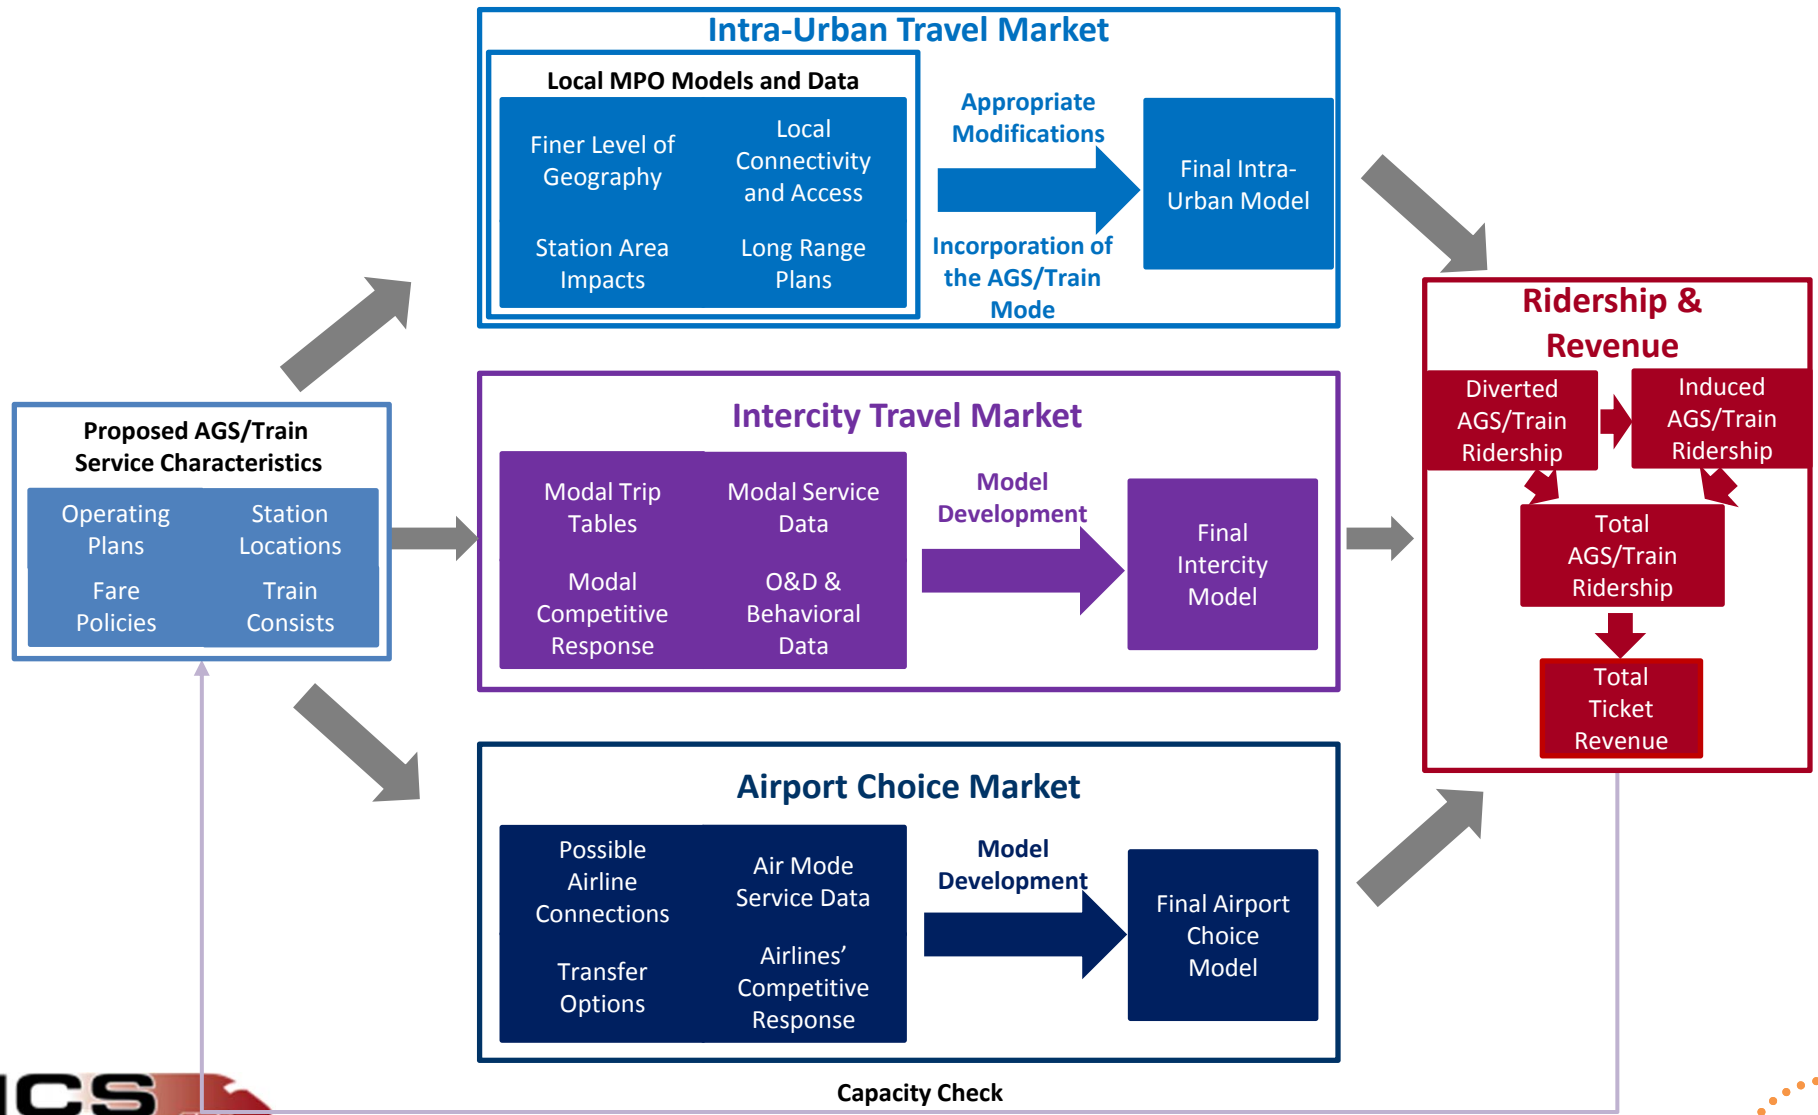 Intra-Urban Travel Market
Local MPO Models and Data
Finer Level of
Geography
Local
Connectivity
and Access
Station Area
Impacts
Long Range
Plans
Appropriate
Modifications
Incorporation of
the AGS/Train
Mode
Final Intra-
Urban Model
Proposed AGS/Train
Service Characteristics
Operating
Plans
Station
Locations
Fare
Policies
Train
Consists
Intercity Travel Market
Modal Trip
Tables
Modal Service
Data
Modal
Competitive
Response
O&D &
Behavioral
Data
Model
Development
Final
Intercity
Model
Airport Choice Market
Possible
Airline
Connections
Air Mode
Service Data
Transfer
Options
Airlines’
Competitive
Response
Model
Development
Final Airport
Choice
Model
Ridership &
Revenue
Diverted
AGS/Train
Ridership
Induced
AGS/Train
Ridership
Total
AGS/Train
Ridership
Total
Ticket
Revenue
Capacity Check
ICS